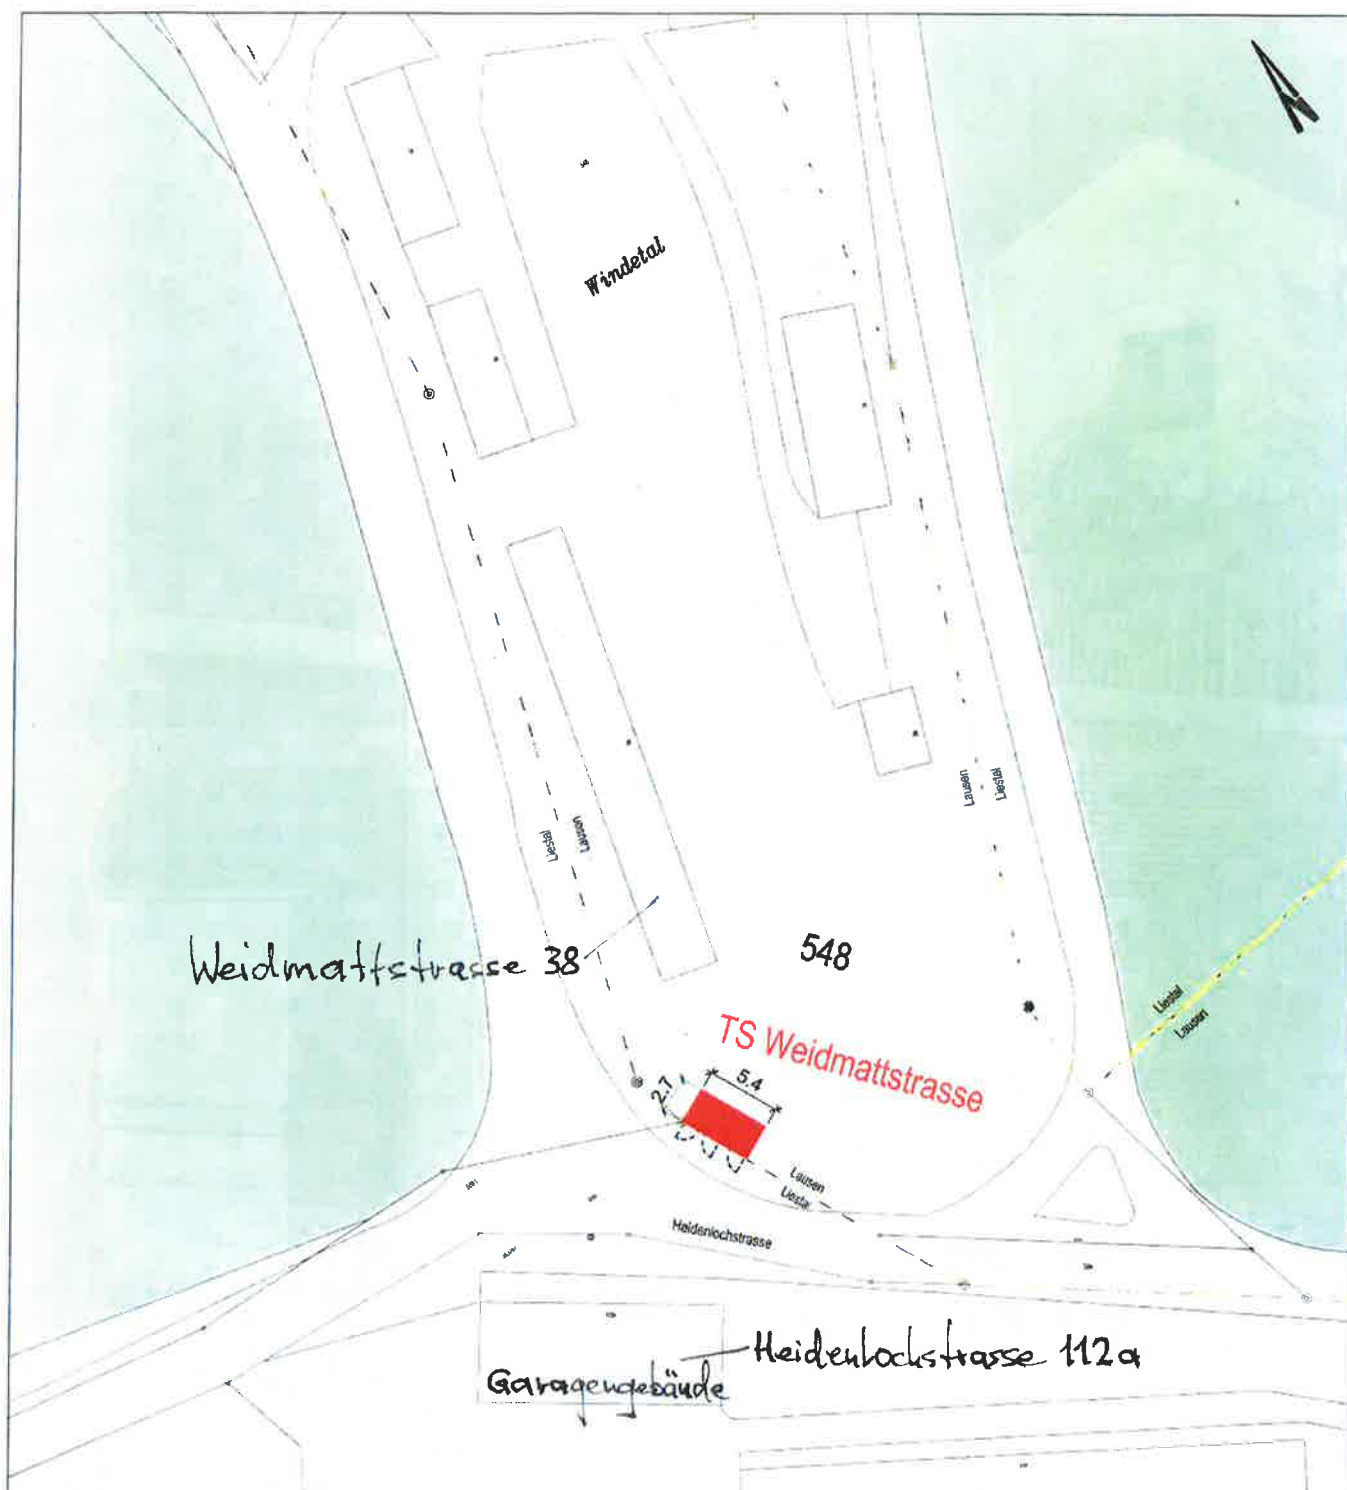 Windetal
Lausen
Liestal
Liestal
Lausen
Weidmattstrasse 38
548
Liestal
Lausen
TS Weidmattstrasse
5.4
2.7
Lausen
Liestal
Heidenlochstrasse
Heidenlochstrasse 112a
Garagengebäude